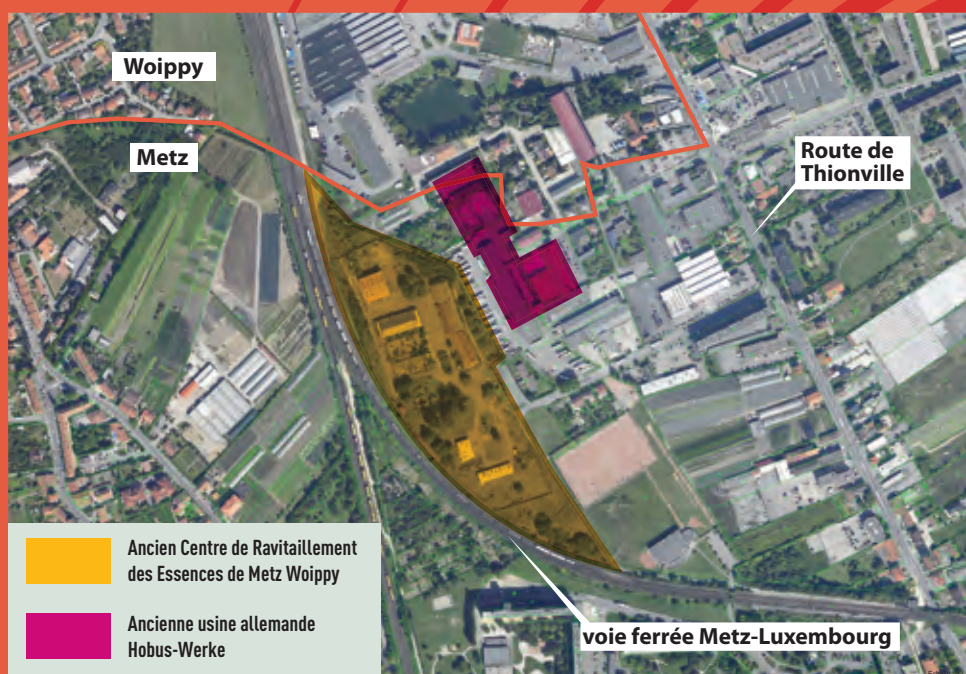 Woippy
Metz
Route de
Thionville
Ancien Centre de Ravitaillement
des Essences de Metz Woippy
Ancienne usine allemande
Hobus-Werke
voie ferrée Metz-Luxembourg